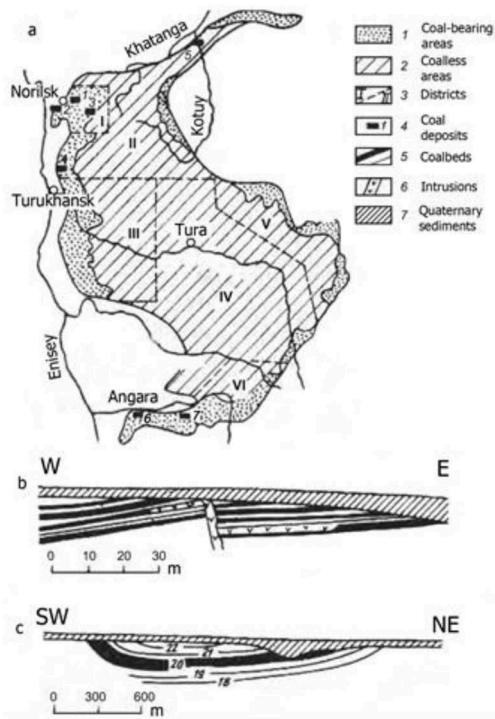 a
Khatanga
5
Norilsk
1
3
I
Kotuy
II
4
Turukhansk
III
Tura
V
IV
Enisey
VI
Angara
6
7
1 Coal-bearing areas
2 Coalless areas
3 Districts
4 Coal deposits
1
5 Coalbeds
6 Intrusions
7 Quaternary sediments
b
W
E
0 10 20 30
m
c
SW
NE
22
21
20
19
18
0 300 600
m